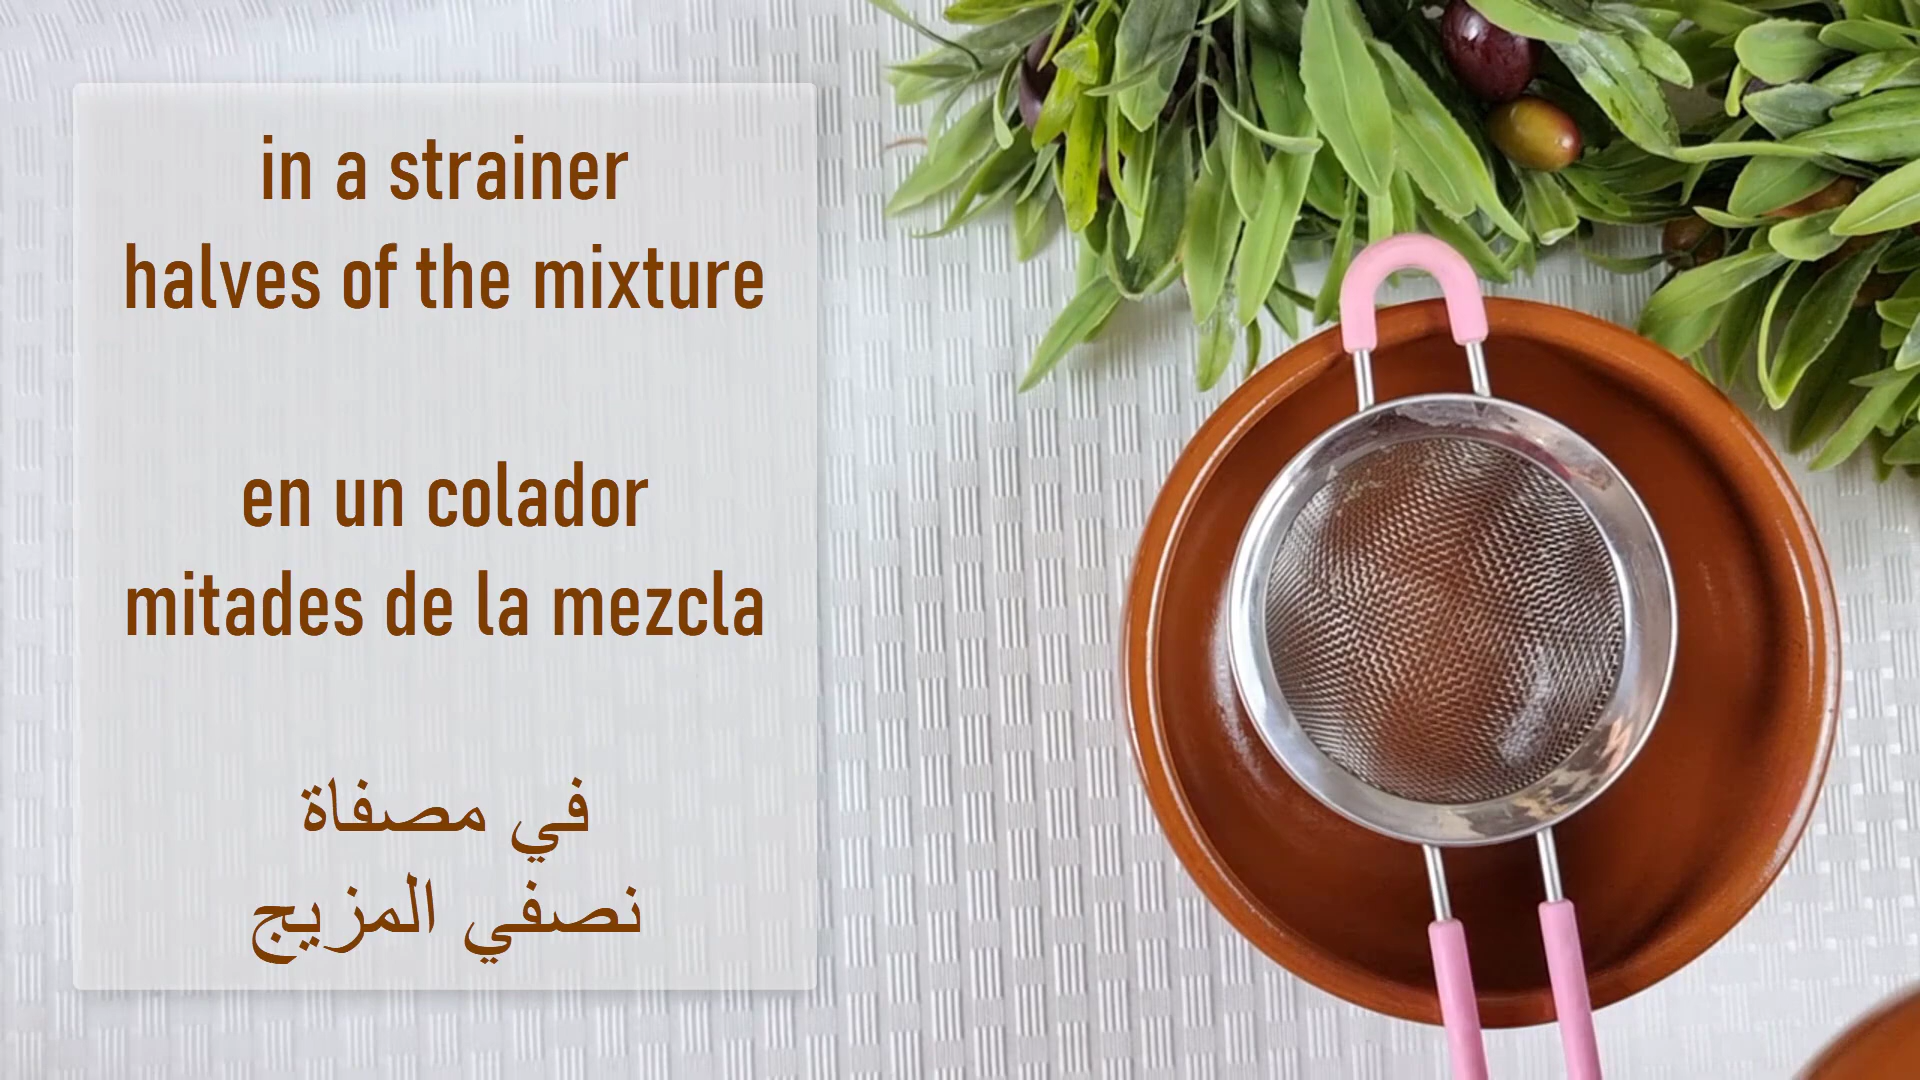 in a strainer
halves of the mixture
en un colador
mitades de la mezcla
في مصفاة
نصفي المزيج